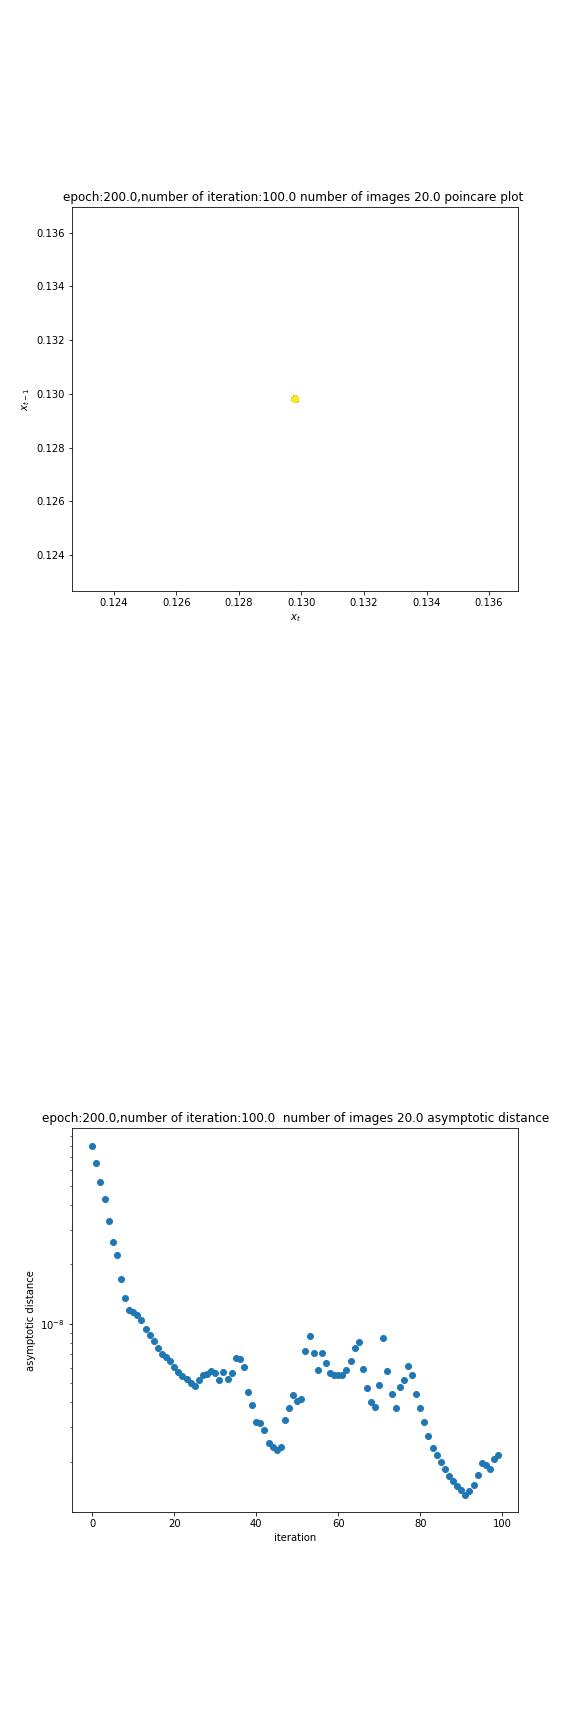 epoch:200.0,number of iteration:100.0 number of images 20.0 poincare plot
0.136
0.134
0.132
0.130
0.128
0.126
0.124
x_{t-1}
0.124 0.126 0.128 0.130 0.132 0.134 0.136
x_t
epoch:200.0,number of iteration:100.0  number of images 20.0 asymptotic distance
10^{-8}
asymptotic distance
0 20 40 60 80 100
iteration